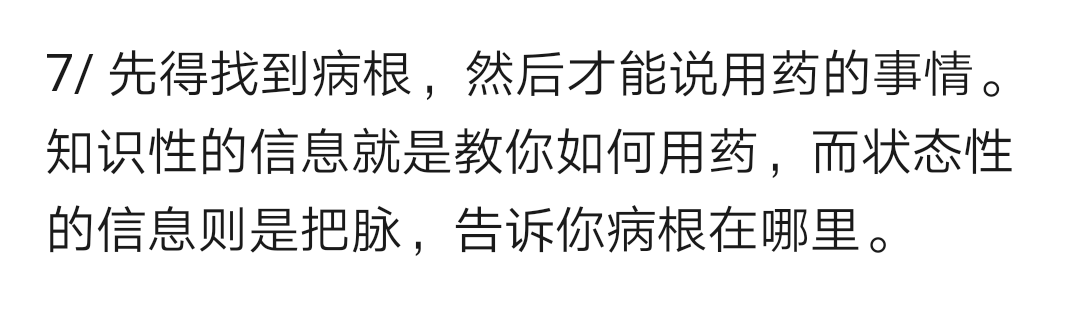 7/ 先得找到病根，然后才能说用药的事情。
知识性的信息就是教你如何用药，而状态性
的信息则是把脉，告诉你病根在哪里。